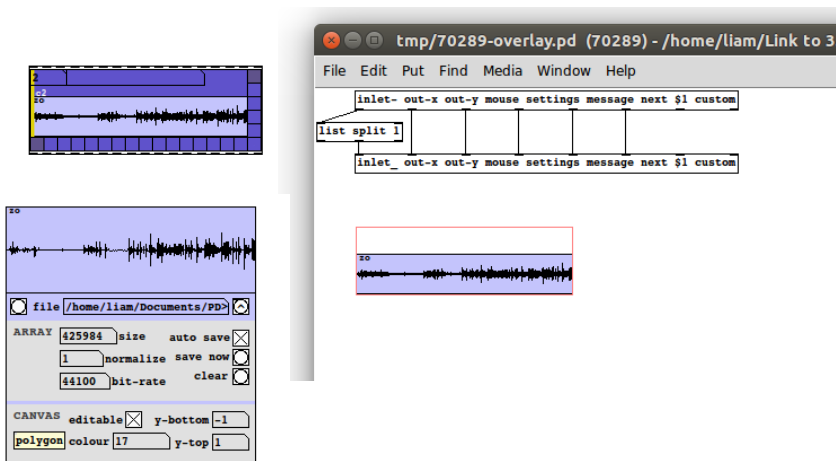 2
c2
zo
tmp/70289-overlay.pd (70289) - /home/liam/Link to 3
File Edit Put Find Media Window Help
inlet- out-x out-y mouse settings message next $1 custom
list split 1
inlet_ out-x out-y mouse settings message next $1 custom
zo
zo
file /home/liam/Documents/PD>
ARRAY 425984 size auto save
1 normalize save now
44100 bit-rate clear
CANVAS editable y-bottom -1
polygon colour 17 y-top 1